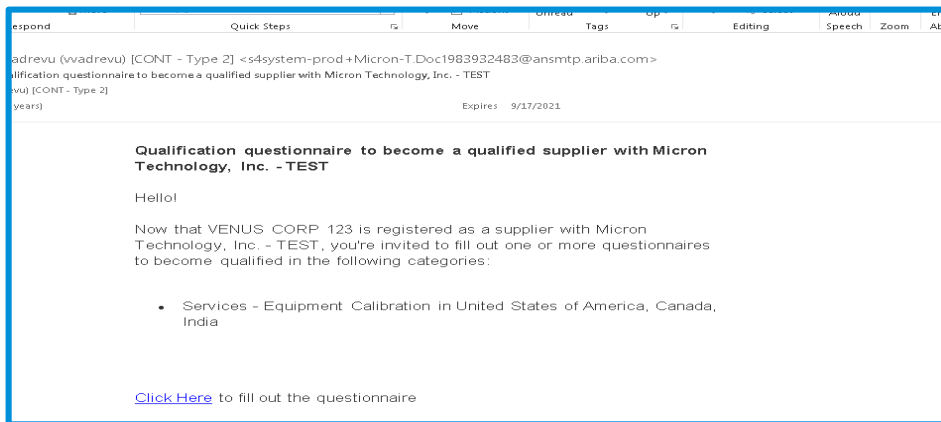 espond Quick Steps Move Tags Editing Speech Zoom
adrevu (vvadrevu) [CONT - Type 2] <s4system-prod+Micron-T.Doc1983932483@ansmtp.ariba.com>
alification questionnaire to become a qualified supplier with Micron Technology, Inc. - TEST
evu) [CONT - Type 2]
years) Expires 9/17/2021
Qualification questionnaire to become a qualified supplier with Micron
Technology, Inc. - TEST
Hello!
Now that VENUS CORP 123 is registered as a supplier with Micron
Technology, Inc. - TEST, you're invited to fill out one or more questionnaires
to become qualified in the following categories:
• Services - Equipment Calibration in United States of America, Canada,
India
Click Here to fill out the questionnaire